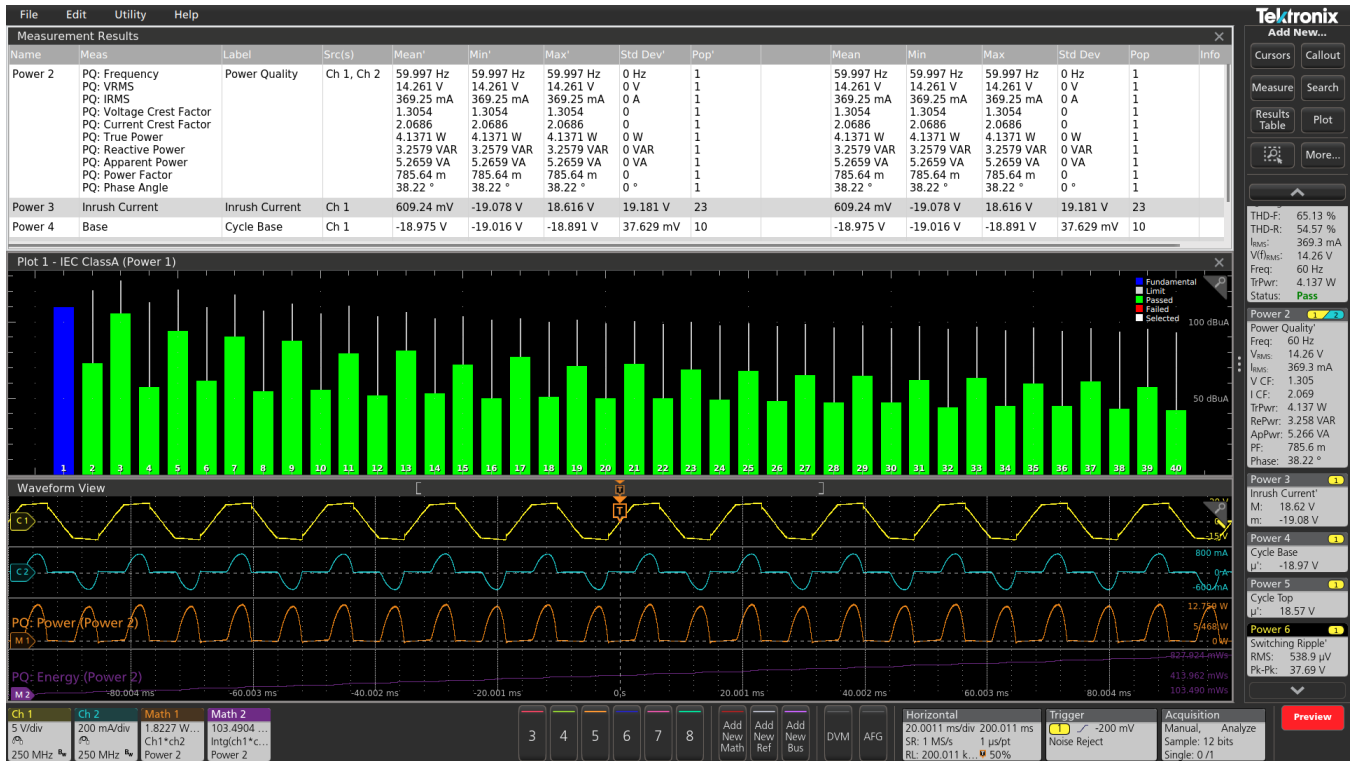 File Edit Utility Help
Tektronix
Add New...
Measurement Results
Name Meas Label Src(s) Mean' Min' Max' Std Dev' Pop' Mean Min Max Std Dev Pop Info
Power 2 PQ: Frequency Power Quality Ch 1, Ch 2 59.997 Hz 59.997 Hz 59.997 Hz 0 Hz 1 59.997 Hz 59.997 Hz 59.997 Hz 0 Hz 1
PQ: VRMS 14.261 V 14.261 V 14.261 V 0 V 1 14.261 V 14.261 V 14.261 V 0 V 1
PQ: IRMS 369.25 mA 369.25 mA 369.25 mA 0 A 1 369.25 mA 369.25 mA 369.25 mA 0 A 1
PQ: Voltage Crest Factor 1.3054 1.3054 1.3054 0 1 1.3054 1.3054 1.3054 0 1
PQ: Current Crest Factor 2.0686 2.0686 2.0686 0 1 2.0686 2.0686 2.0686 0 1
PQ: True Power 4.1371 W 4.1371 W 4.1371 W 0 W 1 4.1371 W 4.1371 W 4.1371 W 0 W 1
PQ: Reactive Power 3.2579 VAR 3.2579 VAR 3.2579 VAR 0 VAR 1 3.2579 VAR 3.2579 VAR 3.2579 VAR 0 VAR 1
PQ: Apparent Power 5.2659 VA 5.2659 VA 5.2659 VA 0 VA 1 5.2659 VA 5.2659 VA 5.2659 VA 0 VA 1
PQ: Power Factor 785.64 m 785.64 m 785.64 m 0 1 785.64 m 785.64 m 785.64 m 0 1
PQ: Phase Angle 38.22 ° 38.22 ° 38.22 ° 0 ° 1 38.22 ° 38.22 ° 38.22 ° 0 ° 1
Power 3 Inrush Current Inrush Current Ch 1 609.24 mV -19.078 V 18.616 V 19.181 V 23 609.24 mV -19.078 V 18.616 V 19.181 V 23
Power 4 Base Cycle Base Ch 1 -18.975 V -19.016 V -18.891 V 37.629 mV 10 -18.975 V -19.016 V -18.891 V 37.629 mV 10
Plot 1 - IEC ClassA (Power 1)
Fundamental
Limit
Passed
Failed
Selected
100 dBuA
50 dBuA
1 2 3 4 5 6 7 8 9 10 11 12 13 14 15 16 17 18 19 20 21 22 23 24 25 26 27 28 29 30 31 32 33 34 35 36 37 38 39 40
Waveform View
T
T
C 1
-15 V
C 2
800 mA
0 A
-600 mA
PQ: Power (Power 2)
M 1
12.759 W
5.468 W
0 W
PQ: Energy (Power 2)
M 2
827.924 mWs
413.962 mWs
103.490 mWs
-80.004 ms -60.003 ms -40.002 ms -20.001 ms 0 s 20.001 ms 40.002 ms 60.003 ms 80.004 ms
Cursors Callout
Measure Search
Results Table Plot
More...
THD-F: 65.13 %
THD-R: 54.57 %
IRMS: 369.3 mA
V(f)RMS: 14.26 V
Freq: 60 Hz
TrPwr: 4.137 W
Status: Pass
Power 2 1 2
Power Quality'
Freq: 60 Hz
VRMS: 14.26 V
IRMS: 369.3 mA
V CF: 1.305
I CF: 2.069
TrPwr: 4.137 W
RePwr: 3.258 VAR
ApPwr: 5.266 VA
PF: 785.6 m
Phase: 38.22 °
Power 3 1
Inrush Current'
M: 18.62 V
m: -19.08 V
Power 4 1
Cycle Base
µ': -18.97 V
Power 5 1
Cycle Top
µ': 18.57 V
Power 6 1
Switching Ripple'
RMS: 538.9 µV
Pk-Pk: 37.69 V
Ch 1
5 V/div
250 MHz Bw
Ch 2
200 mA/div
250 MHz Bw
Math 1
1.8227 W...
Ch1*ch2
Power 2
Math 2
103.4904 ...
Intg(ch1*c...
Power 2
3 4 5 6 7 8
Add New Math
Add New Ref
Add New Bus
DVM AFG
Horizontal
20.0011 ms/div 200.011 ms
SR: 1 MS/s 1 µs/pt
RL: 200.011 k... 50%
Trigger
1 -200 mV
Noise Reject
Acquisition
Manual, Analyze
Sample: 12 bits
Single: 0 /1
Preview